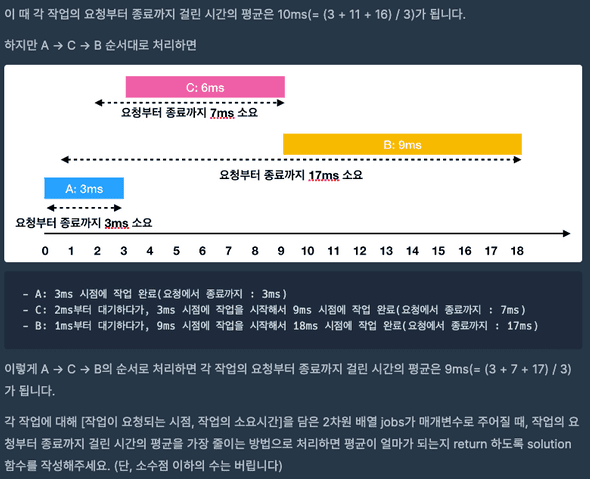 이 때 각 작업의 요청부터 종료까지 걸린 시간의 평균은 10ms(= (3 + 11 + 16) / 3)가 됩니다.
하지만 A → C → B 순서대로 처리하면
C: 6ms
요청부터 종료까지 7ms 소요
B: 9ms
요청부터 종료까지 17ms 소요
A: 3ms
요청부터 종료까지 3ms 소요
0 1 2 3 4 5 6 7 8 9 10 11 12 13 14 15 16 17 18
- A: 3ms 시점에 작업 완료(요청에서 종료까지 : 3ms)
- C: 2ms부터 대기하다가, 3ms 시점에 작업을 시작해서 9ms 시점에 작업 완료(요청에서 종료까지 : 7ms)
- B: 1ms부터 대기하다가, 9ms 시점에 작업을 시작해서 18ms 시점에 작업 완료(요청에서 종료까지 : 17ms)
이렇게 A → C → B의 순서로 처리하면 각 작업의 요청부터 종료까지 걸린 시간의 평균은 9ms(= (3 + 7 + 17) / 3)
가 됩니다.
각 작업에 대해 [작업이 요청되는 시점, 작업의 소요시간]을 담은 2차원 배열 jobs가 매개변수로 주어질 때, 작업의 요
청부터 종료까지 걸린 시간의 평균을 가장 줄이는 방법으로 처리하면 평균이 얼마가 되는지 return 하도록 solution
함수를 작성해주세요. (단, 소수점 이하의 수는 버립니다)